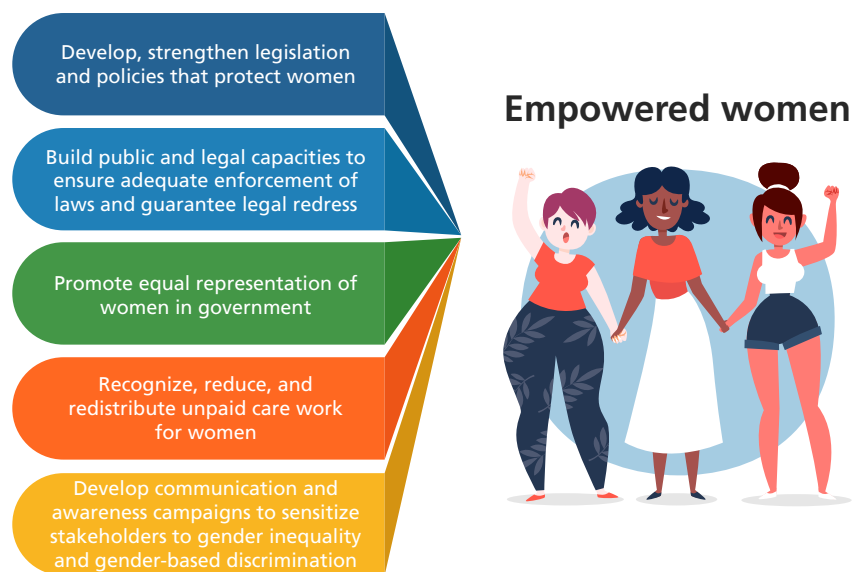 Develop, strengthen legislation
and policies that protect women
Build public and legal capacities to
ensure adequate enforcement of
laws and guarantee legal redress
Promote equal representation of
women in government
Recognize, reduce, and
redistribute unpaid care work
for women
Develop communication and
awareness campaigns to sensitize
stakeholders to gender inequality
and gender-based discrimination
Empowered women